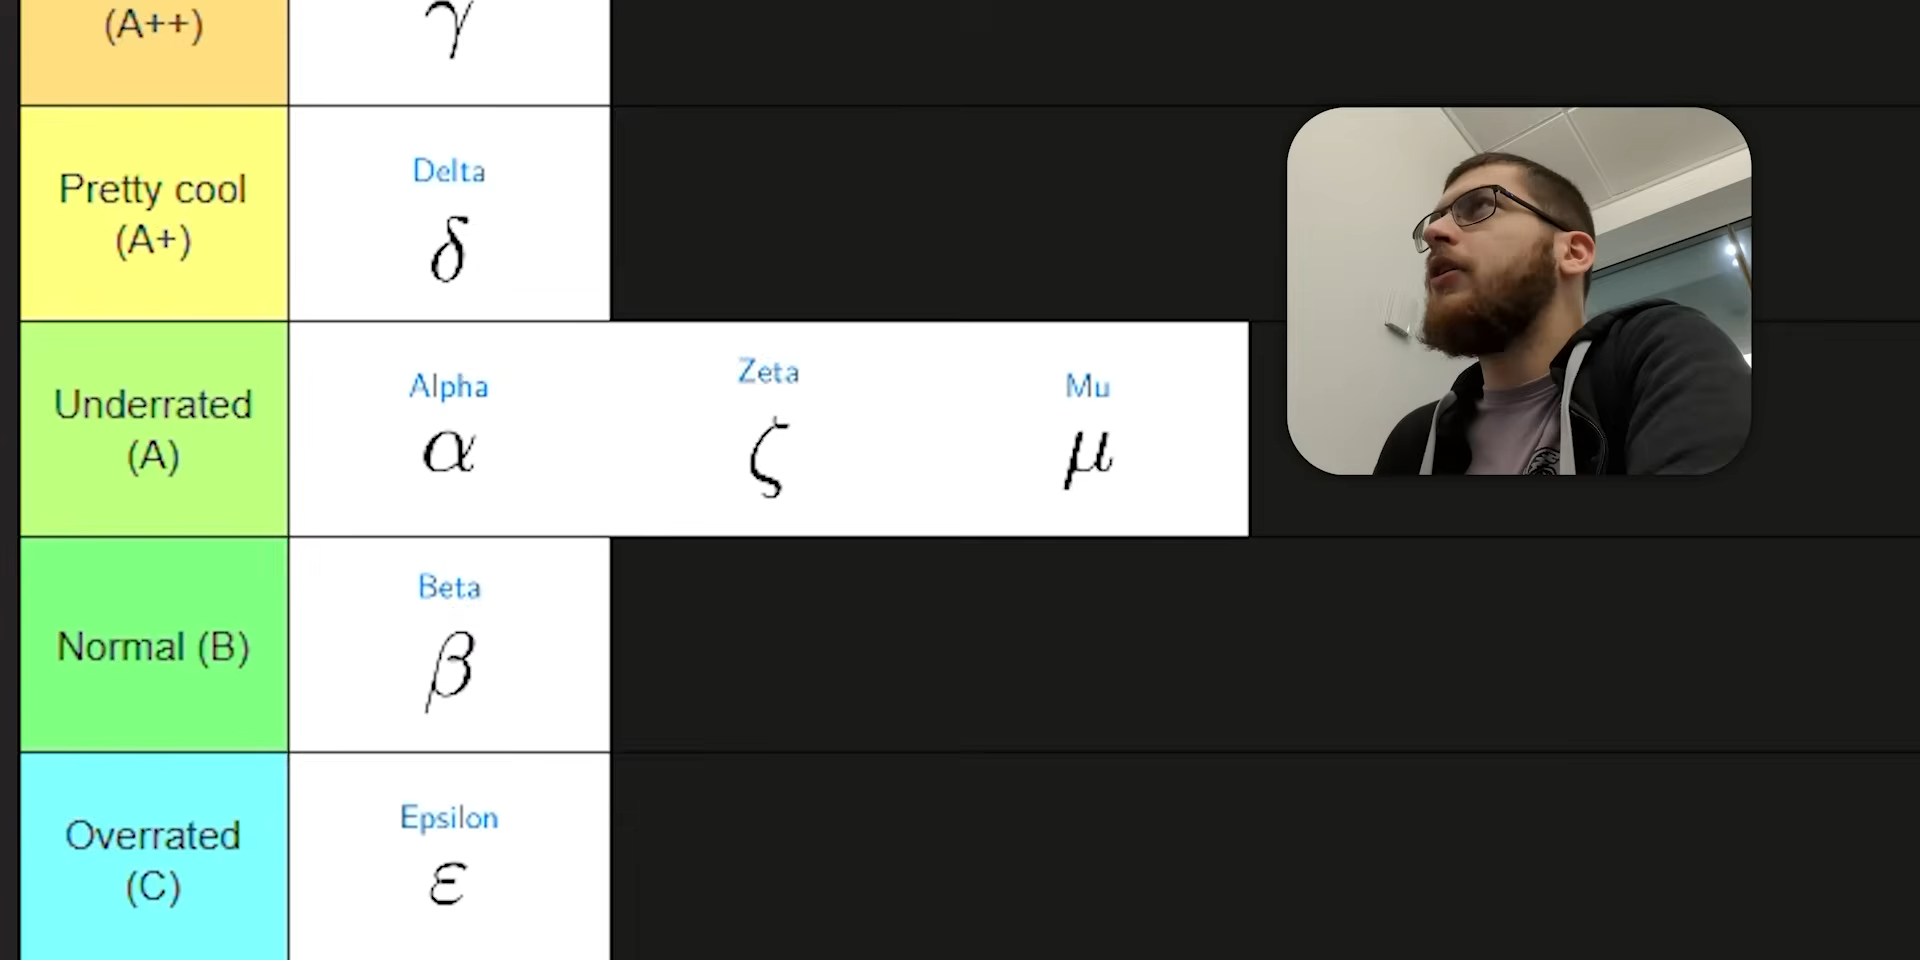 (A++)
γ
Pretty cool
(A+)
Delta
δ
Underrated
(A)
Alpha
α
Zeta
ζ
Mu
μ
Normal (B)
Beta
β
Overrated
(C)
Epsilon
ε